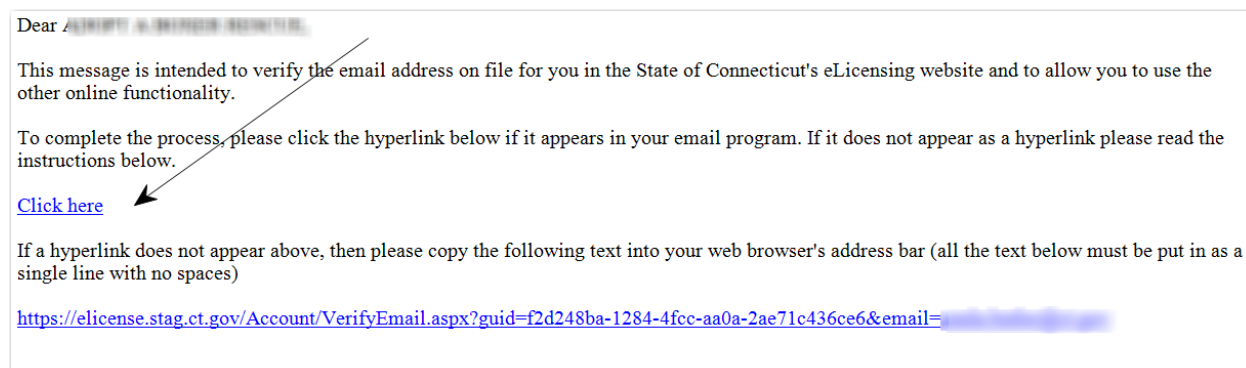 Dear
This message is intended to verify the email address on file for you in the State of Connecticut's eLicensing website and to allow you to use the
other online functionality.
To complete the process, please click the hyperlink below if it appears in your email program. If it does not appear as a hyperlink please read the
instructions below.
Click here
If a hyperlink does not appear above, then please copy the following text into your web browser's address bar (all the text below must be put in as a
single line with no spaces)
https://elicense.stag.ct.gov/Account/VerifyEmail.aspx?guid=f2d248ba-1284-4fcc-aa0a-2ae71c436ce6&email=